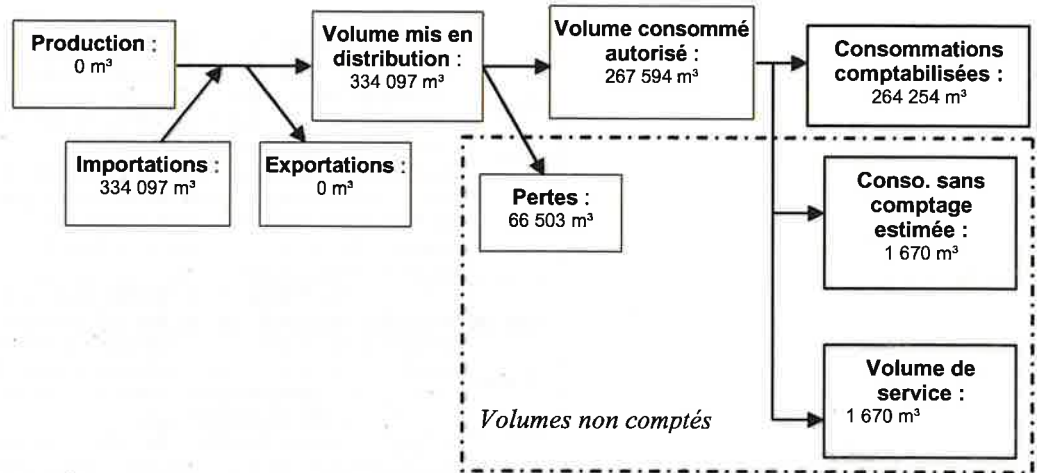 Production :
0 m³
Volume mis en
distribution :
334 097 m³
Volume consommé
autorisé :
267 594 m³
Consommations
comptabilisées :
264 254 m³
Importations :
334 097 m³
Exportations :
0 m³
Pertes :
66 503 m³
Conso. sans
comptage
estimée :
1 670 m³
Volume de
service :
1 670 m³
Volumes non comptés